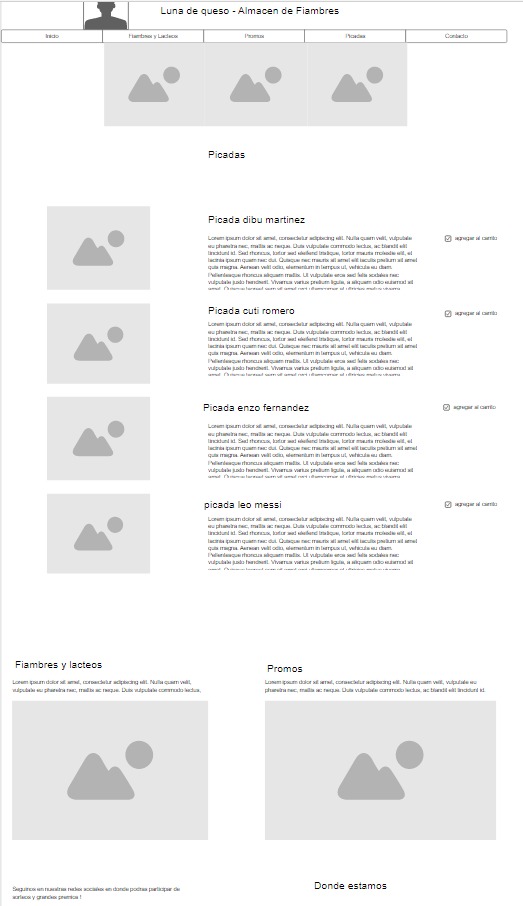 Luna de queso - Almacen de Fiambres
Inicio
Fiambres y Lacteos
Promos
Picadas
Contacto
Picadas
Picada dibu martinez
Lorem ipsum dolor sit amet, consectetur adipiscing elit. Nulla quam velit, vulputate
eu pharetra nec, mattis ac neque. Duis vulputate commodo lectus, ac blandit elit
tincidunt id. Sed rhoncus, tortor sed eleifend tristique, tortor mauris molestie elit, et
lacinia ipsum quam nec dui. Quisque nec mauris sit amet elit iaculis pretium sit amet
quis magna. Aenean velit odio, elementum in tempus ut, vehicula eu diam.
Pellentesque rhoncus aliquam mattis. Ut vulputate eros sed felis sodales nec
vulputate justo hendrerit. Vivamus varius pretium ligula, a aliquam odio euismod sit
amet. Quisque laoreet sem sit amet orci ullamcorper at ultricies metus viverra.
agregar al carrito
Picada cuti romero
Lorem ipsum dolor sit amet, consectetur adipiscing elit. Nulla quam velit, vulputate
eu pharetra nec, mattis ac neque. Duis vulputate commodo lectus, ac blandit elit
tincidunt id. Sed rhoncus, tortor sed eleifend tristique, tortor mauris molestie elit, et
lacinia ipsum quam nec dui. Quisque nec mauris sit amet elit iaculis pretium sit amet
quis magna. Aenean velit odio, elementum in tempus ut, vehicula eu diam.
Pellentesque rhoncus aliquam mattis. Ut vulputate eros sed felis sodales nec
vulputate justo hendrerit. Vivamus varius pretium ligula, a aliquam odio euismod sit
agregar al carrito
Picada enzo fernandez
Lorem ipsum dolor sit amet, consectetur adipiscing elit. Nulla quam velit, vulputate
eu pharetra nec, mattis ac neque. Duis vulputate commodo lectus, ac blandit elit
tincidunt id. Sed rhoncus, tortor sed eleifend tristique, tortor mauris molestie elit, et
lacinia ipsum quam nec dui. Quisque nec mauris sit amet elit iaculis pretium sit amet
quis magna. Aenean velit odio, elementum in tempus ut, vehicula eu diam.
Pellentesque rhoncus aliquam mattis. Ut vulputate eros sed felis sodales nec
vulputate justo hendrerit. Vivamus varius pretium ligula, a aliquam odio euismod sit
agregar al carrito
picada leo messi
Lorem ipsum dolor sit amet, consectetur adipiscing elit. Nulla quam velit, vulputate
eu pharetra nec, mattis ac neque. Duis vulputate commodo lectus, ac blandit elit
tincidunt id. Sed rhoncus, tortor sed eleifend tristique, tortor mauris molestie elit, et
lacinia ipsum quam nec dui. Quisque nec mauris sit amet elit iaculis pretium sit amet
quis magna. Aenean velit odio, elementum in tempus ut, vehicula eu diam.
Pellentesque rhoncus aliquam mattis. Ut vulputate eros sed felis sodales nec
vulputate justo hendrerit. Vivamus varius pretium ligula, a aliquam odio euismod sit
agregar al carrito
Fiambres y lacteos
Lorem ipsum dolor sit amet, consectetur adipiscing elit. Nulla quam velit,
vulputate eu pharetra nec, mattis ac neque. Duis vulputate commodo lectus,
Promos
Lorem ipsum dolor sit amet, consectetur adipiscing elit. Nulla quam velit, vulputate eu
pharetra nec, mattis ac neque. Duis vulputate commodo lectus, ac blandit elit tincidunt id.
Seguinos en nuestras redes sociales en donde podras participar de
sorteos y grandes premios !
Donde estamos